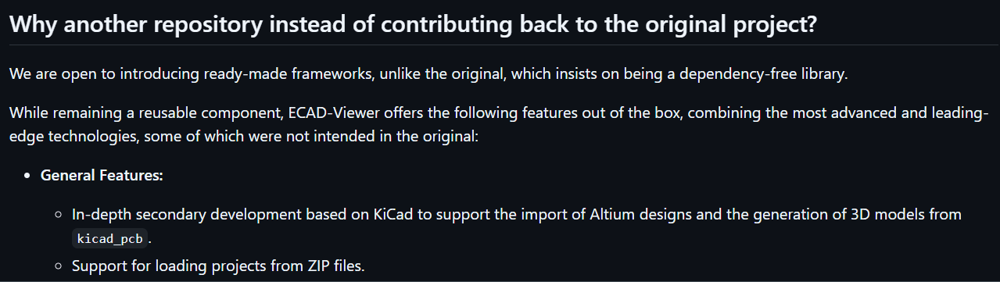 Why another repository instead of contributing back to the original project?
We are open to introducing ready-made frameworks, unlike the original, which insists on being a dependency-free library.
While remaining a reusable component, ECAD-Viewer offers the following features out of the box, combining the most advanced and leading-
edge technologies, some of which were not intended in the original:
• General Features:
◦ In-depth secondary development based on KiCad to support the import of Altium designs and the generation of 3D models from
kicad_pcb.
◦ Support for loading projects from ZIP files.